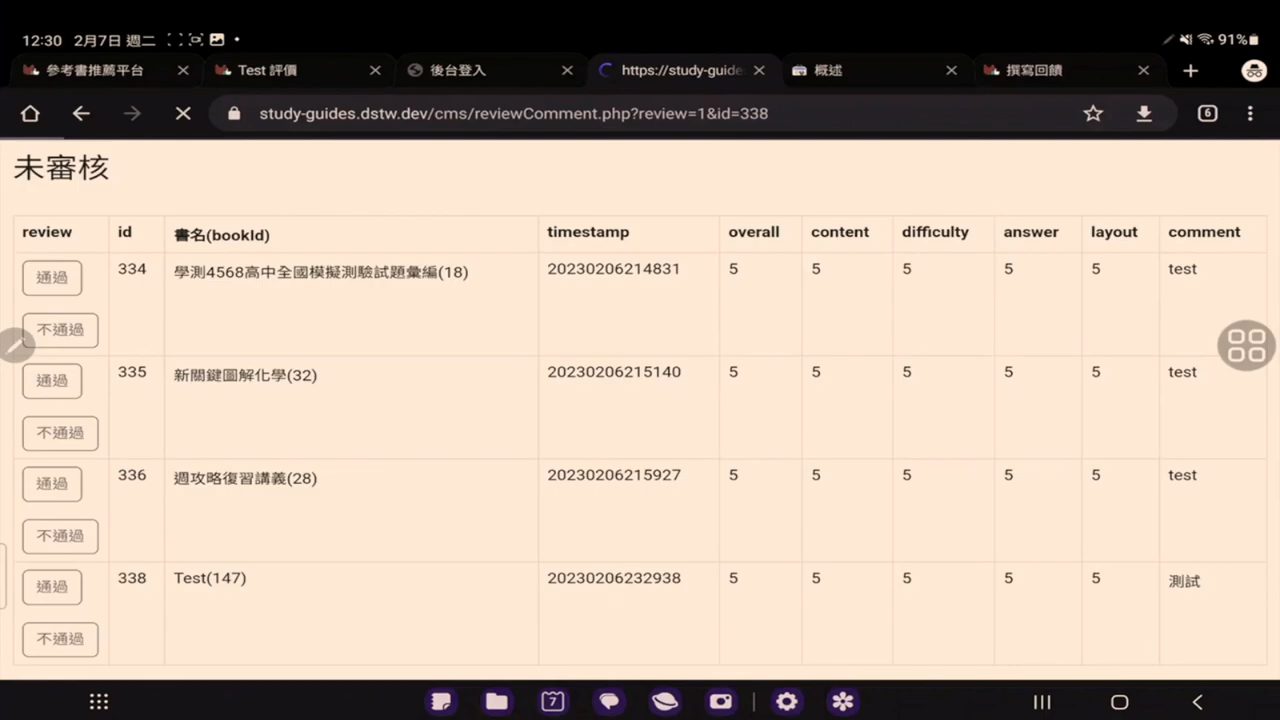 12:30 2月7日 週二 91%
參考書推薦平台 Test 評價 後台登入 https://study-guide 概述 撰寫回饋
study-guides.dstw.dev/cms/reviewComment.php?review=1&id=338 6
未審核
review id 書名(bookId) timestamp overall content difficulty answer layout comment
通過 334 學測4568高中全國模擬測驗試題彙編(18) 20230206214831 5 5 5 5 5 test
不通過
通過 335 新關鍵圖解化學(32) 20230206215140 5 5 5 5 5 test
不通過
通過 336 週攻略復習講義(28) 20230206215927 5 5 5 5 5 test
不通過
通過 338 Test(147) 20230206232938 5 5 5 5 5 測試
不通過
7